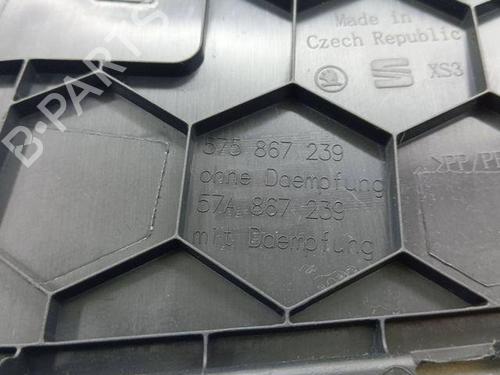 Made in
Czech Republic
XS3
B-PARTS
575 867 239
ohne Daempfung
57A 867 239
mit Daempfung
>PP/PE